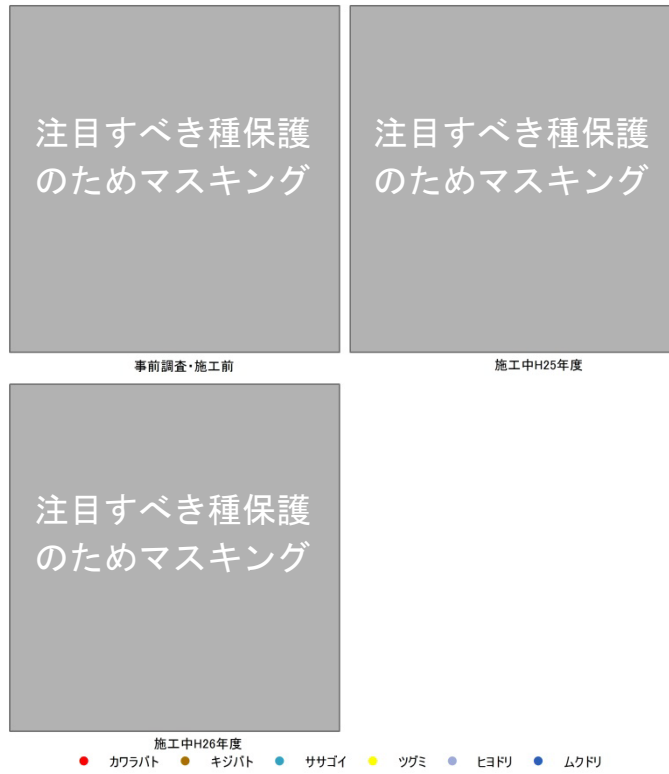 注目すべき種保護
のためマスキング
注目すべき種保護
のためマスキング
事前調査・施工前
施工中H25年度
注目すべき種保護
のためマスキング
施工中H26年度
カワラバト キジバト ササゴイ ツグミ ヒヨドリ ムクドリ